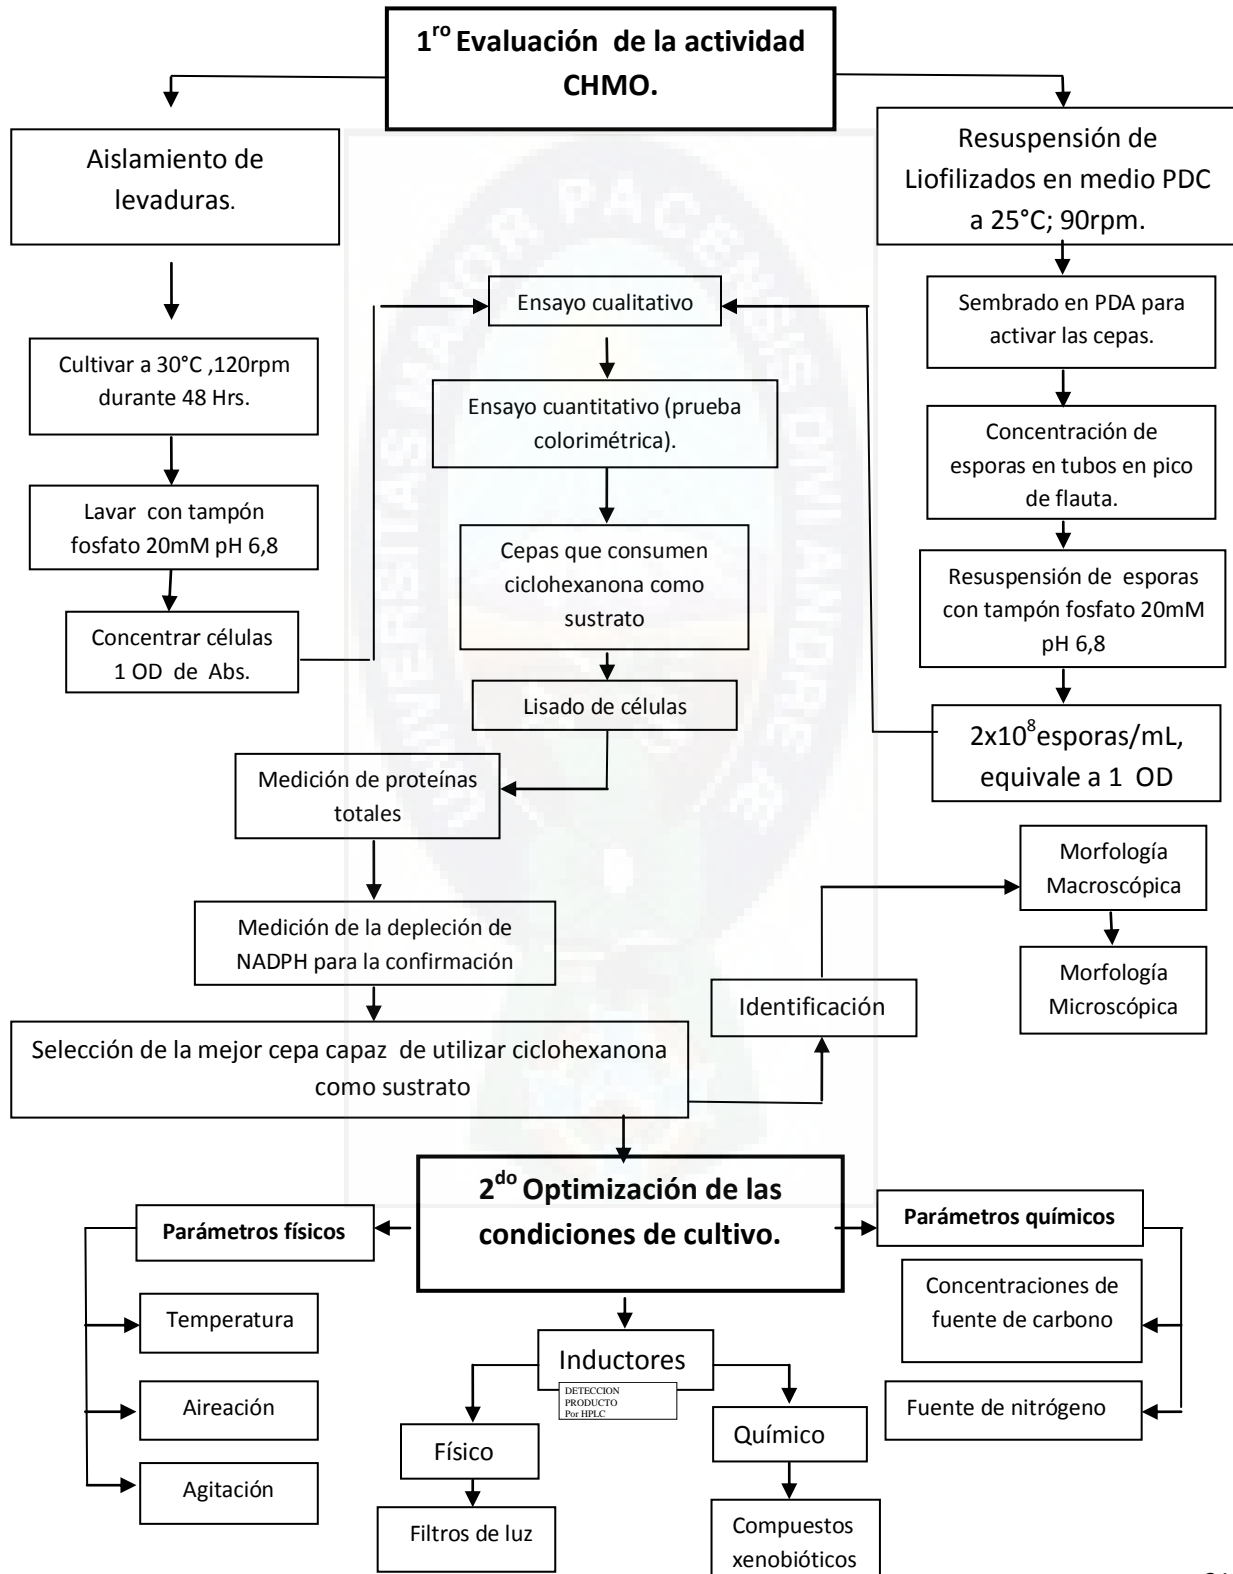 1ro Evaluación de la actividad
CHMO.
Aislamiento de
levaduras.
Resuspensión de
Liofilizados en medio PDC
a 25°C; 90rpm.
Cultivar a 30°C ,120rpm
durante 48 Hrs.
Ensayo cualitativo
Sembrado en PDA para
activar las cepas.
Ensayo cuantitativo (prueba
colorimétrica).
Concentración de
esporas en tubos en pico
de flauta.
Lavar con tampón
fosfato 20mM pH 6,8
Cepas que consumen
ciclohexanona como
sustrato
Resuspensión de esporas
con tampón fosfato 20mM
pH 6,8
Concentrar células
1 OD de Abs.
Lisado de células
2x10⁸esporas/mL,
equivale a 1 OD
Medición de proteínas
totales
Morfología
Macroscópica
Medición de la depleción de
NADPH para la confirmación
Identificación
Morfología
Microscópica
Selección de la mejor cepa capaz de utilizar ciclohexanona
como sustrato
2do Optimización de las
condiciones de cultivo.
Parámetros físicos
Parámetros químicos
Temperatura
Aireación
Agitación
Inductores
DETECCION
PRODUCTO
Por HPLC
Físico
Químico
Filtros de luz
Compuestos
xenobióticos
Concentraciones de
fuente de carbono
Fuente de nitrógeno
UNIVERSITAS MAIOR PACENSIS DIVI ANDRE Æ